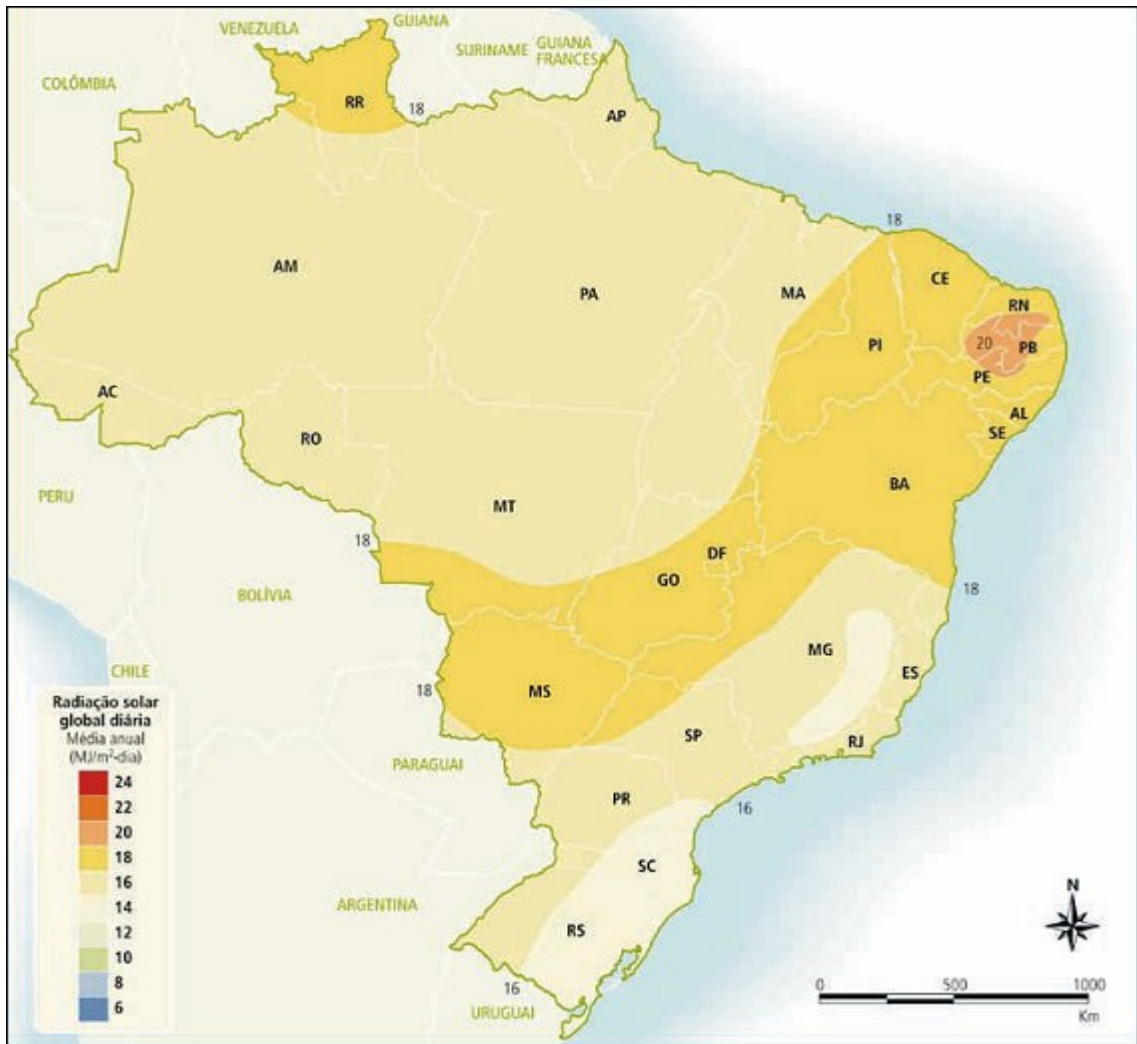 VENEZUELA
GUIANA
SURINAME
GUIANA
FRANCESA
COLÔMBIA
RR
18
AP
18
AM
PA
MA
CE
RN
20
PB
PI
PE
AC
AL
SE
RO
BA
PERU
MT
18
DF
GO
18
BOLÍVIA
MG
ES
CHILE
18
MS
SP
RJ
PARAGUAI
PR
16
SC
ARGENTINA
RS
16
URUGUAI
Radiação solar
global diária
Média anual
(MJ/m²-dia)
24
22
20
18
16
14
12
10
8
6
N
0 500 1000
Km